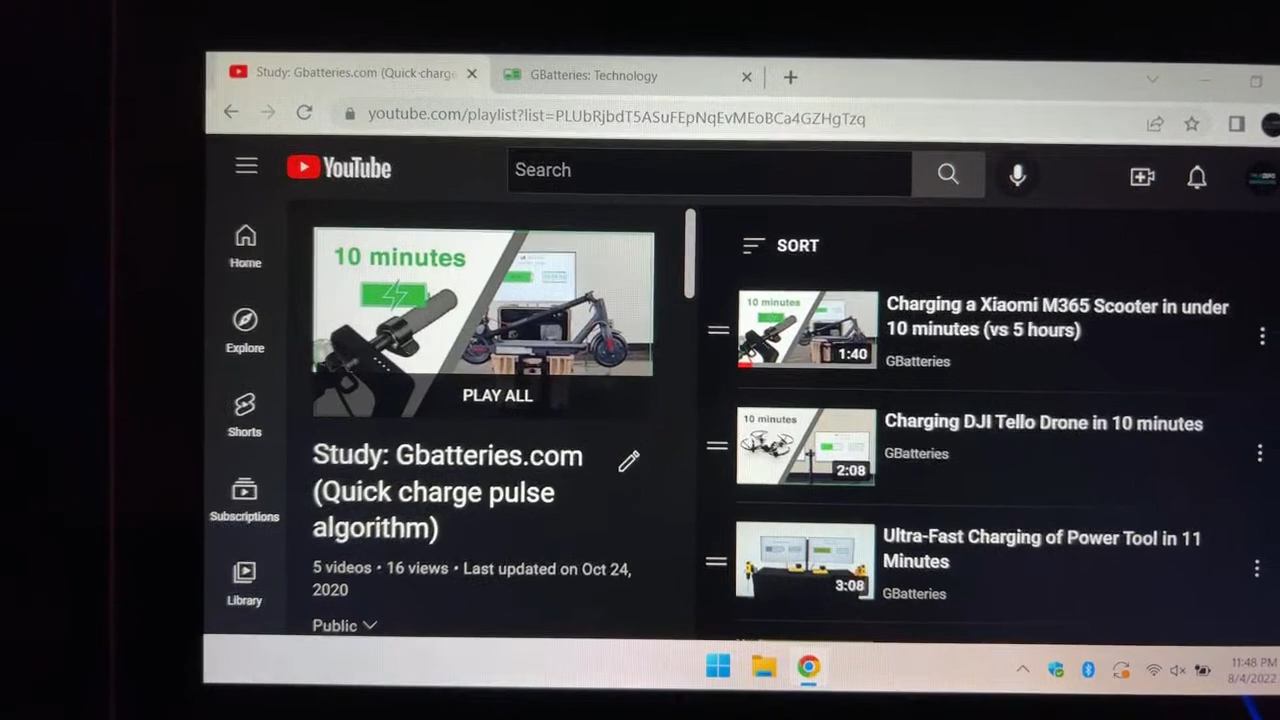 Study: Gbatteries.com (Quick charge
GBatteries: Technology
youtube.com/playlist?list=PLUbRjbdT5ASuFEpNqEvMEoBCa4GZHgTzq
YouTube
Search
Home
Explore
Shorts
Subscriptions
Library
10 minutes
PLAY ALL
Study: Gbatteries.com
(Quick charge pulse
algorithm)
5 videos • 16 views • Last updated on Oct 24,
2020
Public
SORT
10 minutes
1:40
Charging a Xiaomi M365 Scooter in under
10 minutes (vs 5 hours)
GBatteries
10 minutes
2:08
Charging DJI Tello Drone in 10 minutes
GBatteries
3:08
Ultra-Fast Charging of Power Tool in 11
Minutes
GBatteries
11:48 PM
8/4/2022